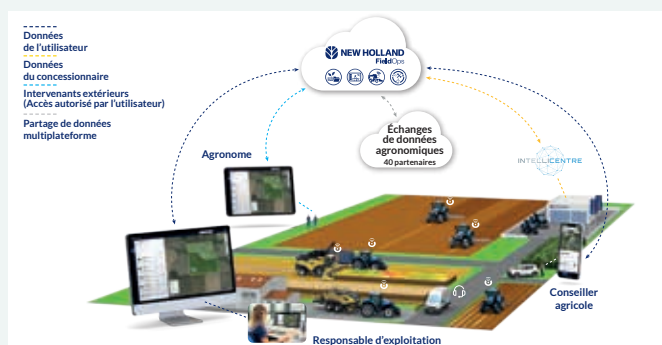 Données
de l'utilisateur
Données
du concessionnaire
Intervenants extérieurs
(Accès autorisé par l'utilisateur)
Partage de données
multiplateforme
NEW HOLLAND
FieldOps
Échanges
de données
agronomiques
40 partenaires
Agronome
INTELLICENTRE
Conseiller
agricole
Responsable d'exploitation